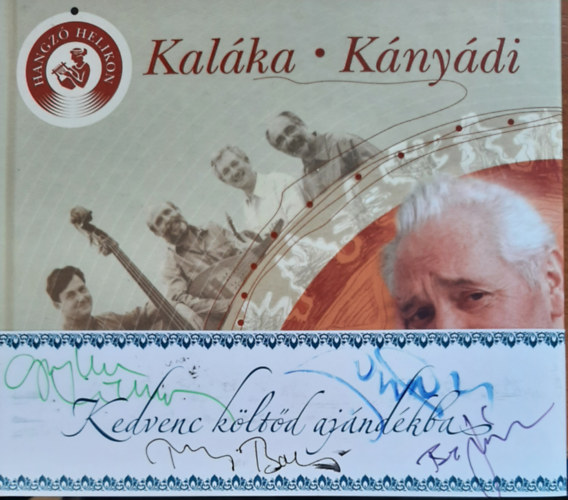 HANGZÓ HELIKON
Kaláka • Kányádi
Kedvenc költőd ajándékba